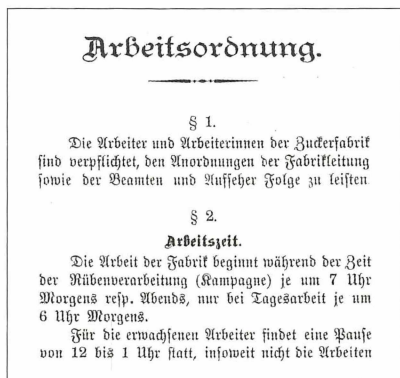 Arbeitsordnung.
§ 1.
Die Arbeiter und Arbeiterinnen der Zuckerfabrik
sind verpflichtet, den Anordnungen der Fabrikleitung
sowie der Beamten und Aufseher Folge zu leisten
§ 2.
Arbeitszeit.
Die Arbeit der Fabrik beginnt während der Zeit
der Rübenverarbeitung (Kampagne) je um 7 Uhr
Morgens resp. Abends, nur bei Tagesarbeit je um
6 Uhr Morgens.
Für die erwachsenen Arbeiter findet eine Pause
von 12 bis 1 Uhr statt, insoweit nicht die Arbeiten